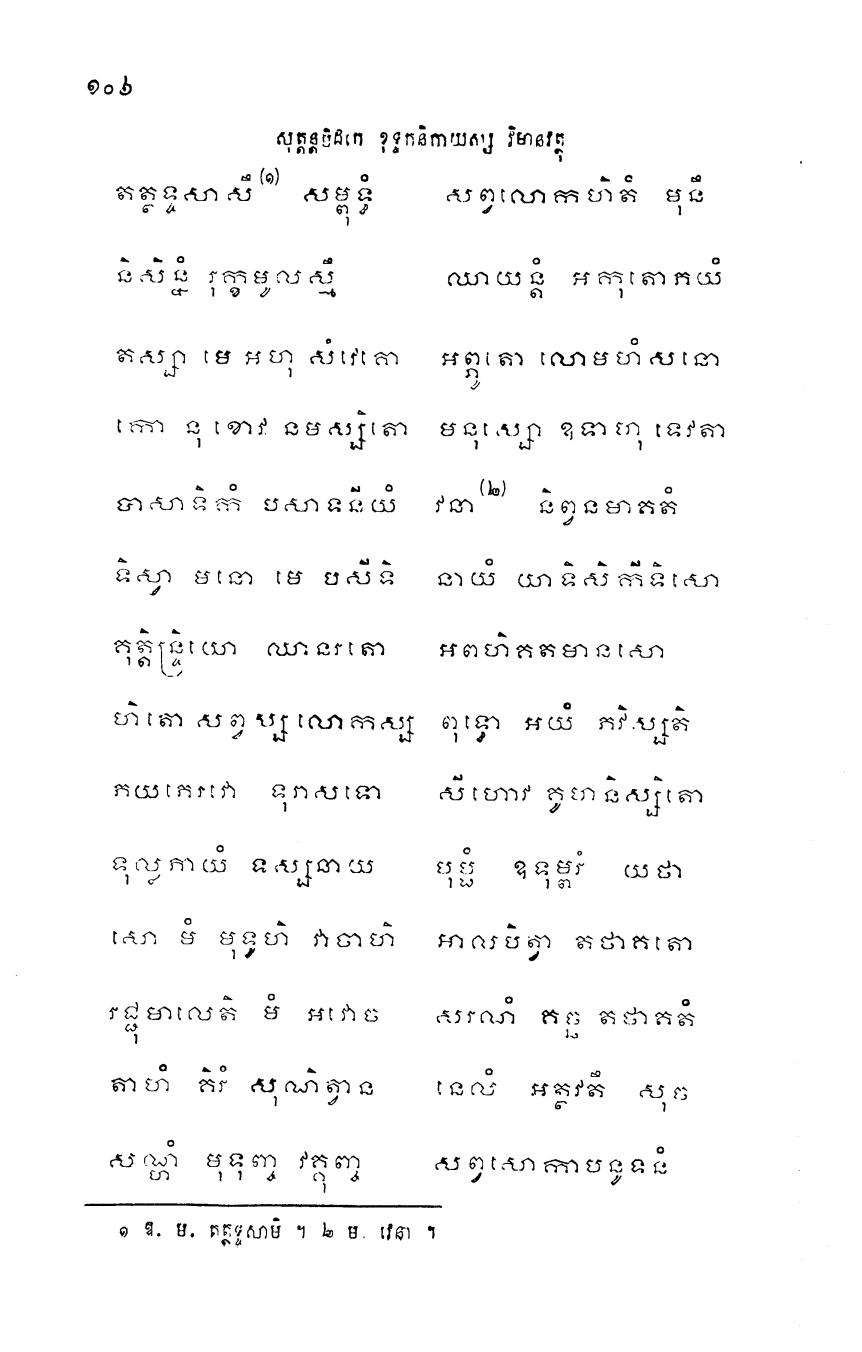 ១០៦
សុត្តន្តបិដកេ ខុទ្ទកនិកាយស្ស វិមានវត្ថុ
តត្ថទ្ទសាសឹ (១) សម្ពុទ្ធំ សព្វលោកហិតំ មុនឹ
និសិន្នំ រុក្ខមូលស្មឹ ឈាយន្តំ អកុតោភយំ
តស្សា មេ អហុ សំវេគោ អព្ភូតោ លោមហំសនោ
កោ នុ ខោវ នមស្សិតោ មនុស្សោ ឧទាហុ ទេវតា
បាសាទិកំ បសាទនីយំ វនា (២) និព្វនមាគតំ
ទិស្វា មនោ មេ បសីទិ នាយំ យាទិសិកីទិសោ
គុត្តិន្ទ្រិយោ ឈានរតោ អពហិគតមានសោ
ហិតោ សព្វស្ស លោកស្ស ពុទ្ធោ អយំ ភវិស្សតិ
ភយភេរវោ ទុរាសទោ សីហោវ គូហនិស្សិតោ
ទុល្លភាយំ ទស្សនាយ បុប្ផំ ឧទុម្ពរំ យថា
សោ មំ មុទូហិ វាចាហិ អាលបិត្វា តថាគតោ
រជ្ជុមាលេតិ មំ អវោច សរណំ គច្ឆ តថាគតំ
តាហំ គិរំ សុណិត្វាន នេលំ អត្ថវតឹ សុច
សណ្ហំ មុទុញ្ច វគ្គុញ្ច សព្វសោកាបនូទនំ
១ ឱ. ម. តត្ថទ្ទសាមិ ។ ២ ម. វេនា ។